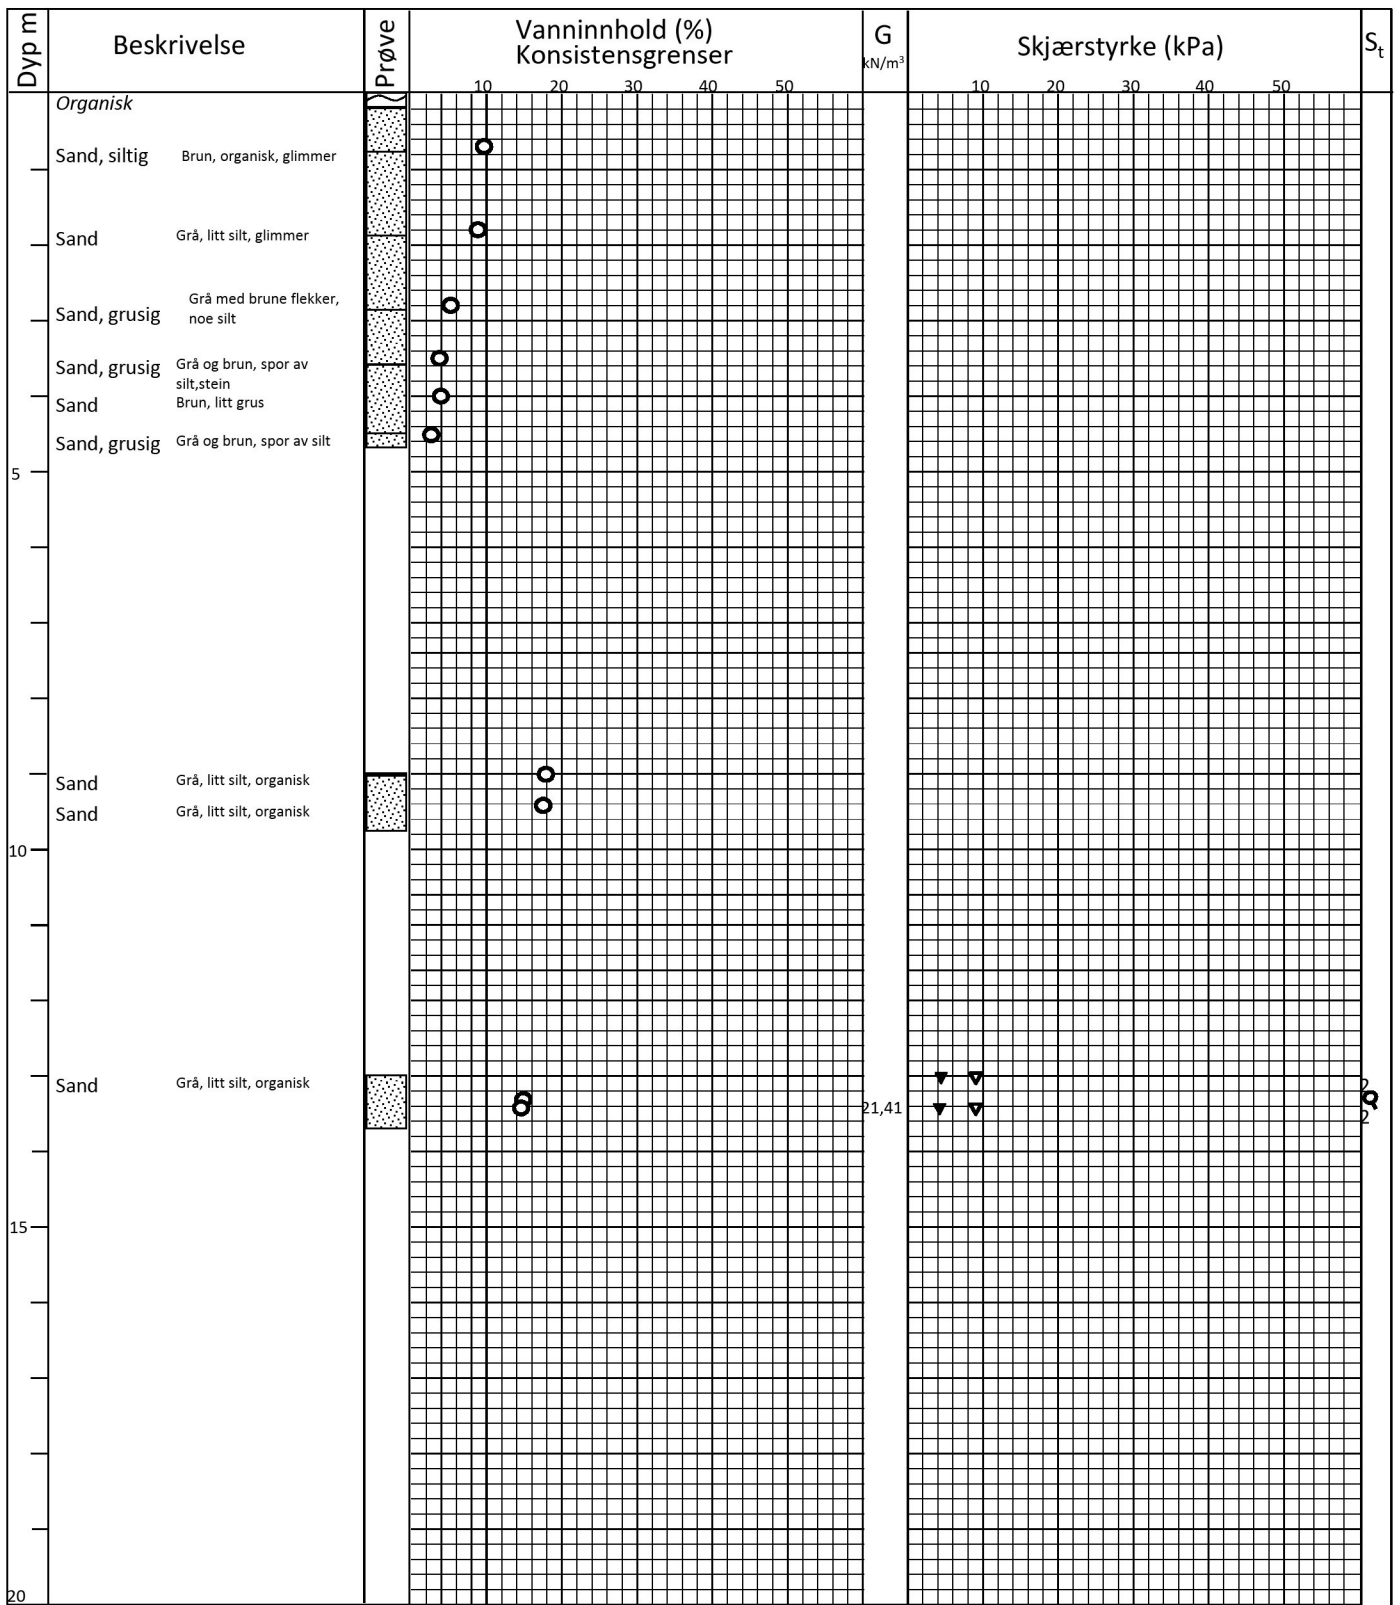 Dyp m
Beskrivelse
Prøve
Vanninnhold (%)
Konsistensgrenser
G
kN/m³
Skjærstyrke (kPa)
St
10 20 30 40 50
10 20 30 40 50
Organisk
Sand, siltig Brun, organisk, glimmer
Sand Grå, litt silt, glimmer
Sand, grusig Grå med brune flekker,
noe silt
Sand, grusig Grå og brun, spor av
silt,stein
Sand Brun, litt grus
Sand, grusig Grå og brun, spor av silt
5
Sand Grå, litt silt, organisk
Sand Grå, litt silt, organisk
10
Sand Grå, litt silt, organisk
2
21,41
2
15
20